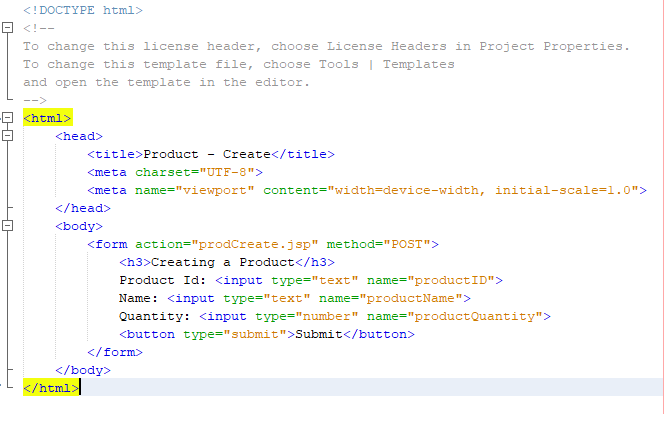 <!DOCTYPE html>
<!--
To change this license header, choose License Headers in Project Properties.
To change this template file, choose Tools | Templates
and open the template in the editor.
-->
<html>
<head>
<title>Product - Create</title>
<meta charset="UTF-8">
<meta name="viewport" content="width=device-width, initial-scale=1.0">
</head>
<body>
<form action="prodCreate.jsp" method="POST">
<h3>Creating a Product</h3>
Product Id: <input type="text" name="productID">
Name: <input type="text" name="productName">
Quantity: <input type="number" name="productQuantity">
<button type="submit">Submit</button>
</form>
</body>
</html>